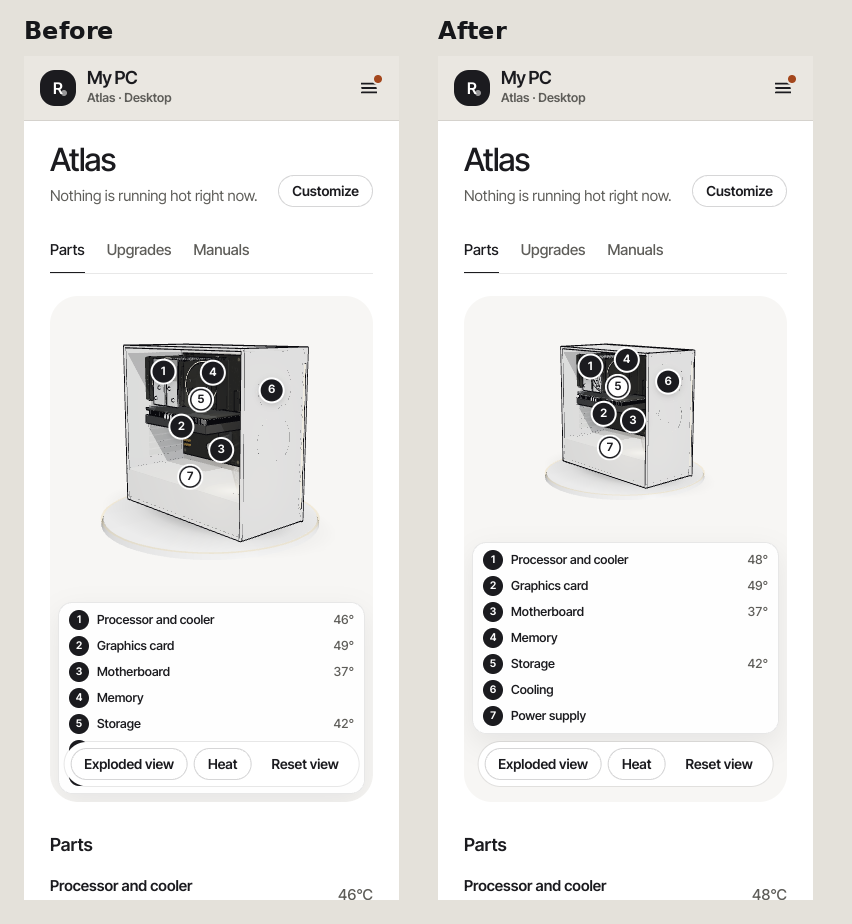 Before
R
My PC
Atlas · Desktop
Atlas
Nothing is running hot right now.
Customize
Parts Upgrades Manuals
1 4
6
5
2
3
7
1 Processor and cooler 46°
2 Graphics card 49°
3 Motherboard 37°
4 Memory
5 Storage 42°
Exploded view Heat Reset view
Parts
Processor and cooler
46°C
After
R
My PC
Atlas · Desktop
Atlas
Nothing is running hot right now.
Customize
Parts Upgrades Manuals
4
1
6
5
2 3
7
1 Processor and cooler 48°
2 Graphics card 49°
3 Motherboard 37°
4 Memory
5 Storage 42°
6 Cooling
7 Power supply
Exploded view Heat Reset view
Parts
Processor and cooler
48°C